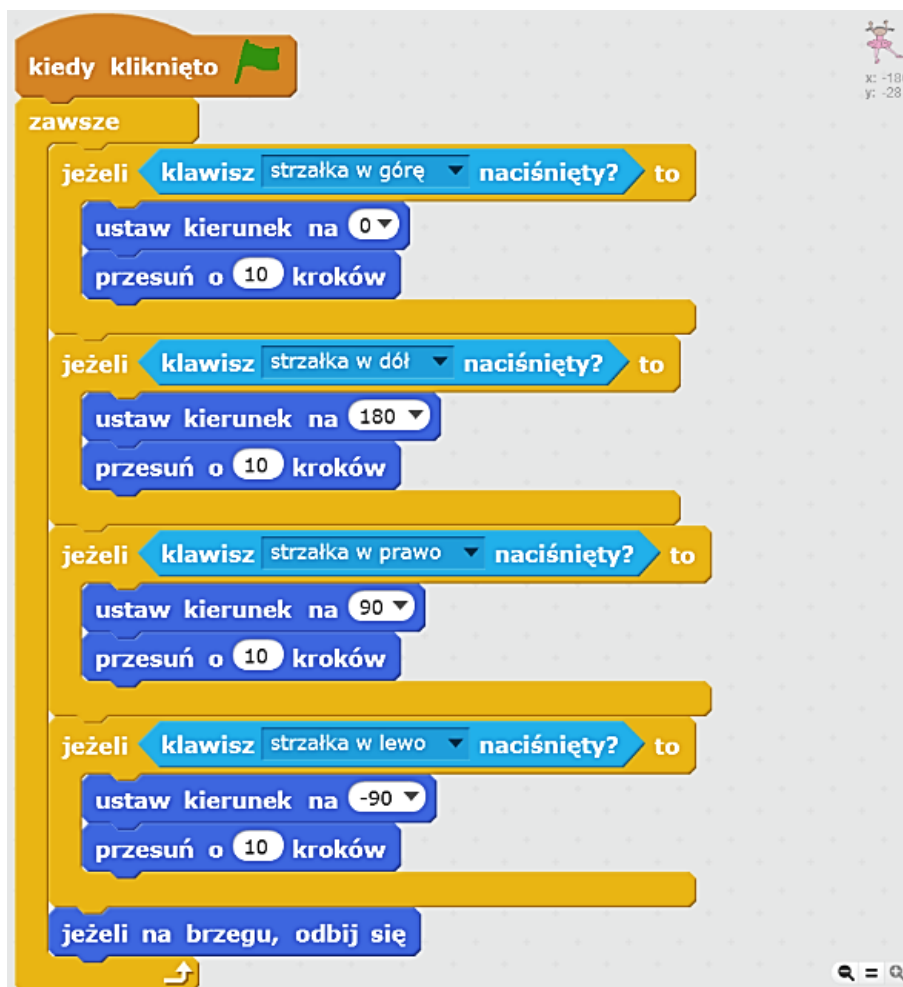 kiedy kliknięto
x: -180
y: -28
zawsze
jeżeli klawisz strzałka w górę naciśnięty? to
ustaw kierunek na 0
przesuń o 10 kroków
jeżeli klawisz strzałka w dół naciśnięty? to
ustaw kierunek na 180
przesuń o 10 kroków
jeżeli klawisz strzałka w prawo naciśnięty? to
ustaw kierunek na 90
przesuń o 10 kroków
jeżeli klawisz strzałka w lewo naciśnięty? to
ustaw kierunek na -90
przesuń o 10 kroków
jeżeli na brzegu, odbij się